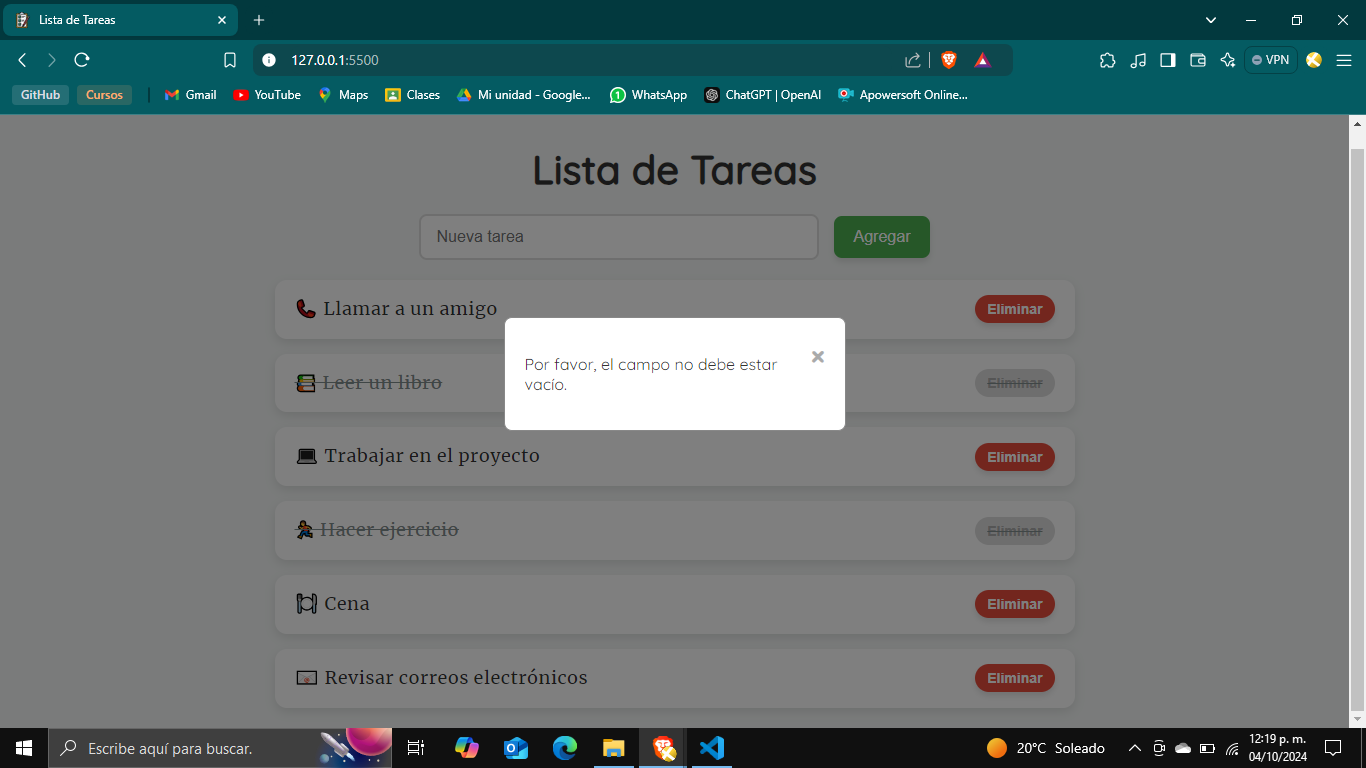 Lista de Tareas
127.0.0.1:5500
VPN
GitHub
Cursos
Gmail
YouTube
Maps
Clases
Mi unidad - Google...
1
WhatsApp
ChatGPT | OpenAI
Apowersoft Online...
Lista de Tareas
Nueva tarea
Agregar
Llamar a un amigo
Eliminar
Por favor, el campo no debe estar
vacío.
Leer un libro
Eliminar
Trabajar en el proyecto
Eliminar
Hacer ejercicio
Eliminar
Cena
Eliminar
Revisar correos electrónicos
Eliminar
Escribe aquí para buscar.
20°C Soleado
12:19 p. m.
04/10/2024